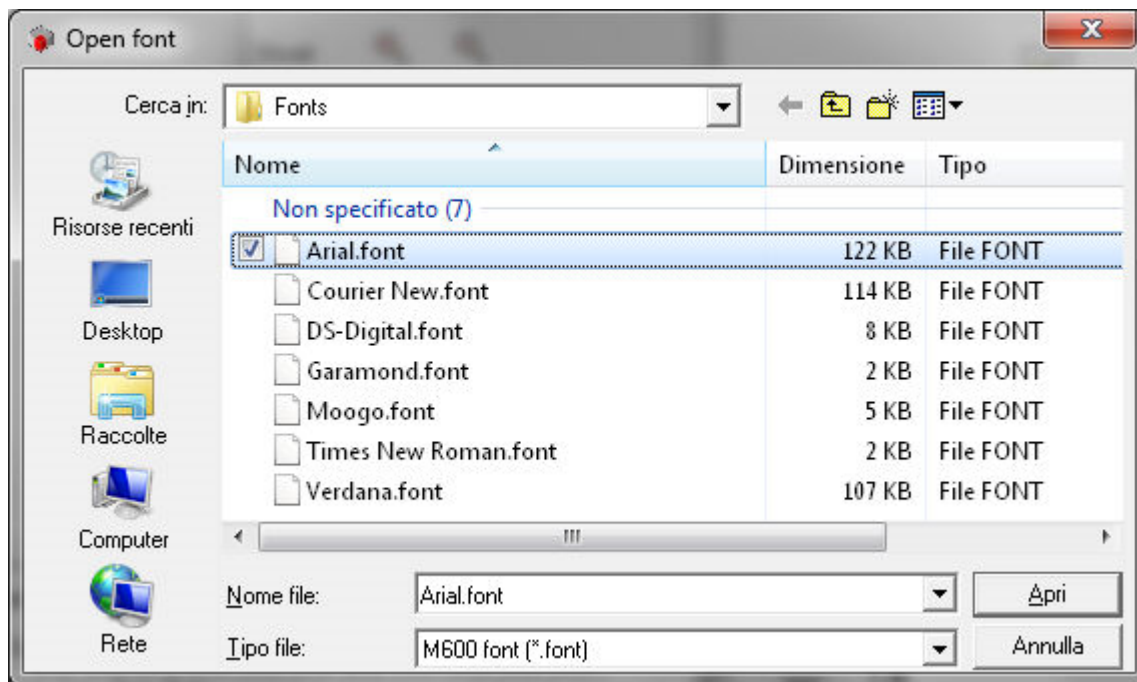 Open font
Cerca in: Fonts
Nome Dimensione Tipo
Non specificato (7)
Arial.font 122 KB File FONT
Courier New.font 114 KB File FONT
DS-Digital.font 8 KB File FONT
Garamond.font 2 KB File FONT
Moogo.font 5 KB File FONT
Times New Roman.font 2 KB File FONT
Verdana.font 107 KB File FONT
Risorse recenti
Desktop
Raccolte
Computer
Rete
Nome file: Arial.font Apri
Tipo file: M600 font (*.font) Annulla